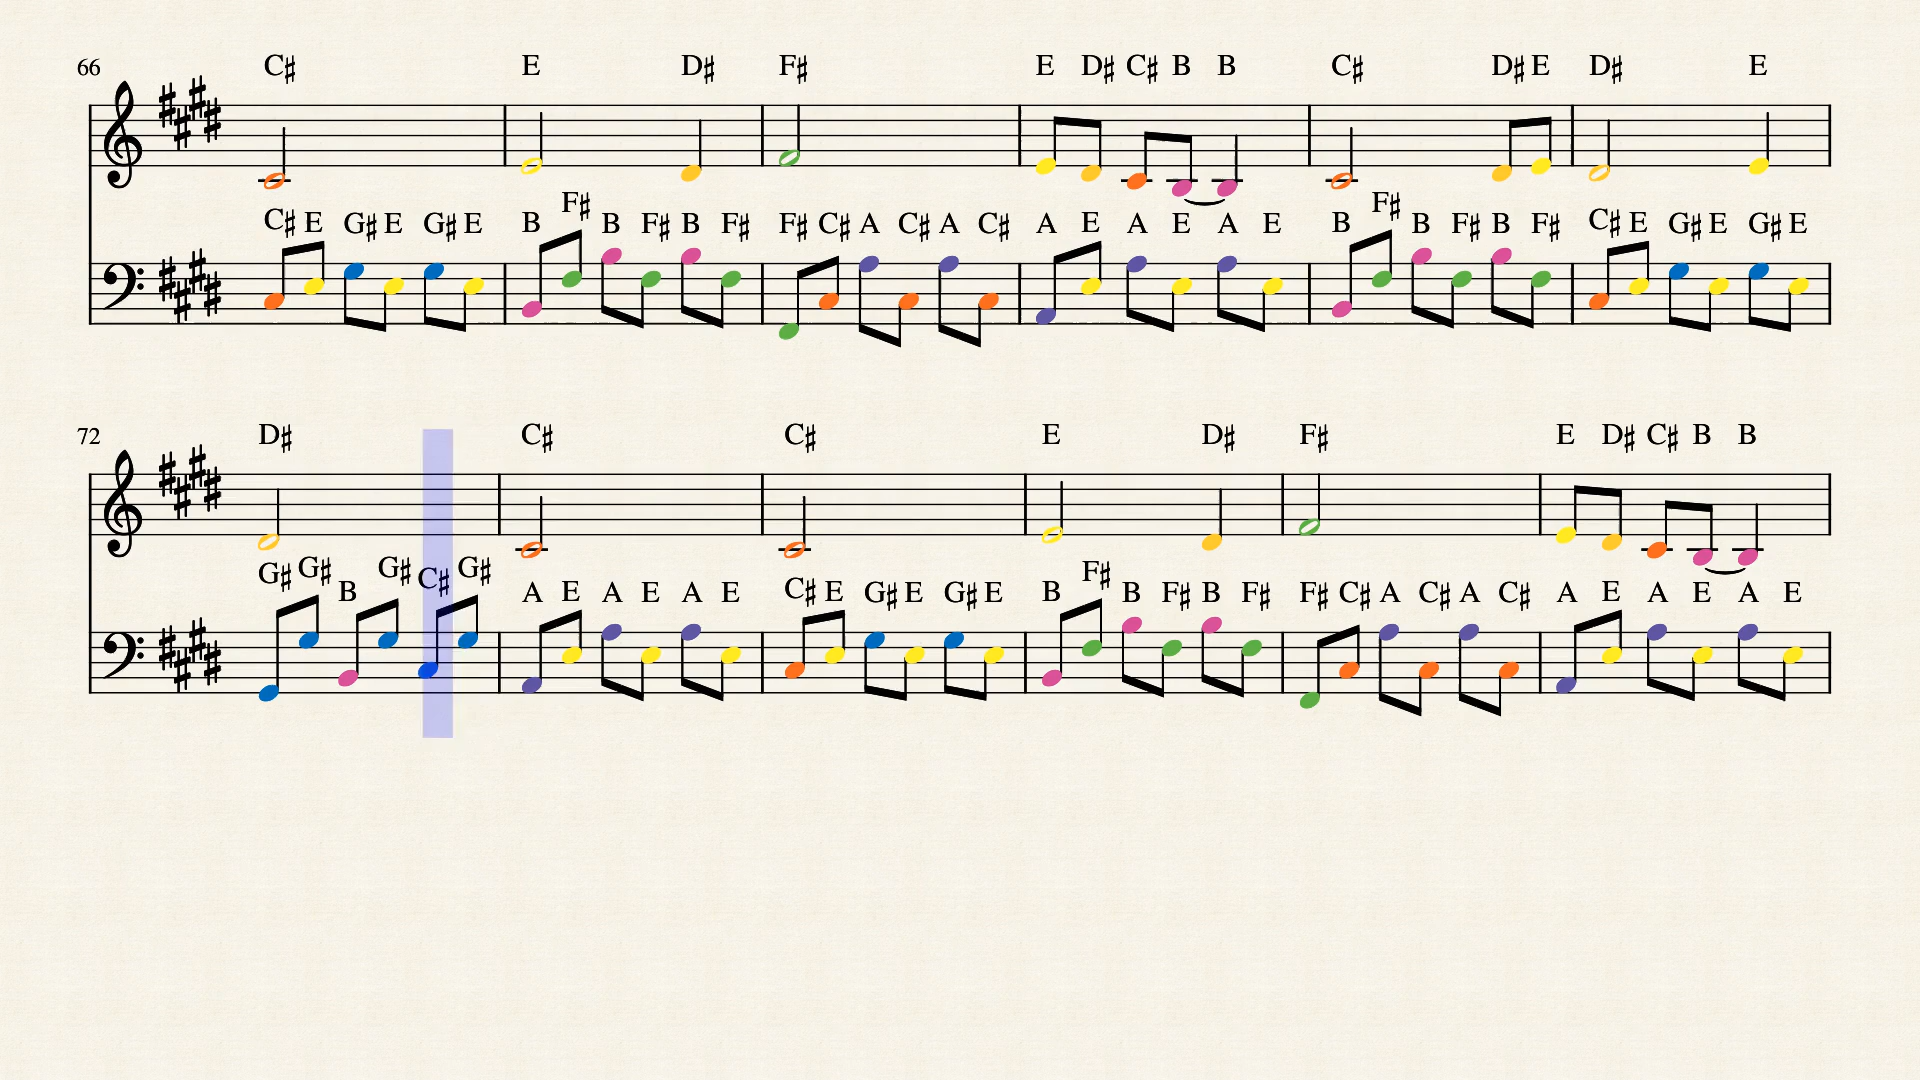 66 C♯ E D♯ F♯ E D♯ C♯ B B C♯ D♯ E D♯ E
C♯ E G♯ E G♯ E B F♯ B F♯ B F♯ F♯ C♯ A C♯ A C♯ A E A E A E B F♯ B F♯ B F♯ C♯ E G♯ E G♯ E
72 D♯ C♯ C♯ E D♯ F♯ E D♯ C♯ B B
G♯ G♯ B G♯ C♯ G♯ A E A E A E C♯ E G♯ E G♯ E B F♯ B F♯ B F♯ F♯ C♯ A C♯ A C♯ A E A E A E